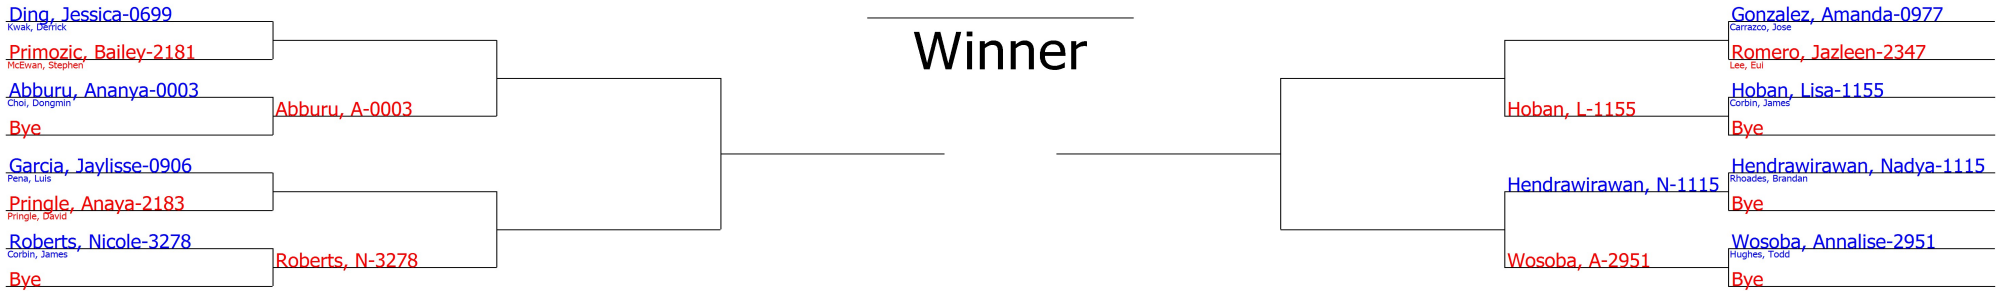 Ding, Jessica-0699
Kwak, Derrick
Primozic, Bailey-2181
McEwan, Stephen
Abburu, Ananya-0003
Choi, Dongmin
Bye
Garcia, Jaylisse-0906
Pena, Luis
Pringle, Anaya-2183
Pringle, David
Roberts, Nicole-3278
Corbin, James
Bye
Abburu, A-0003
Roberts, N-3278
Winner
Hoban, L-1155
Hendrawirawan, N-1115
Wosoba, A-2951
Gonzalez, Amanda-0977
Carrazco, Jose
Romero, Jazleen-2347
Lee, Eui
Hoban, Lisa-1155
Corbin, James
Bye
Hendrawirawan, Nadya-1115
Rhoades, Brandan
Bye
Wosoba, Annalise-2951
Hughes, Todd
Bye